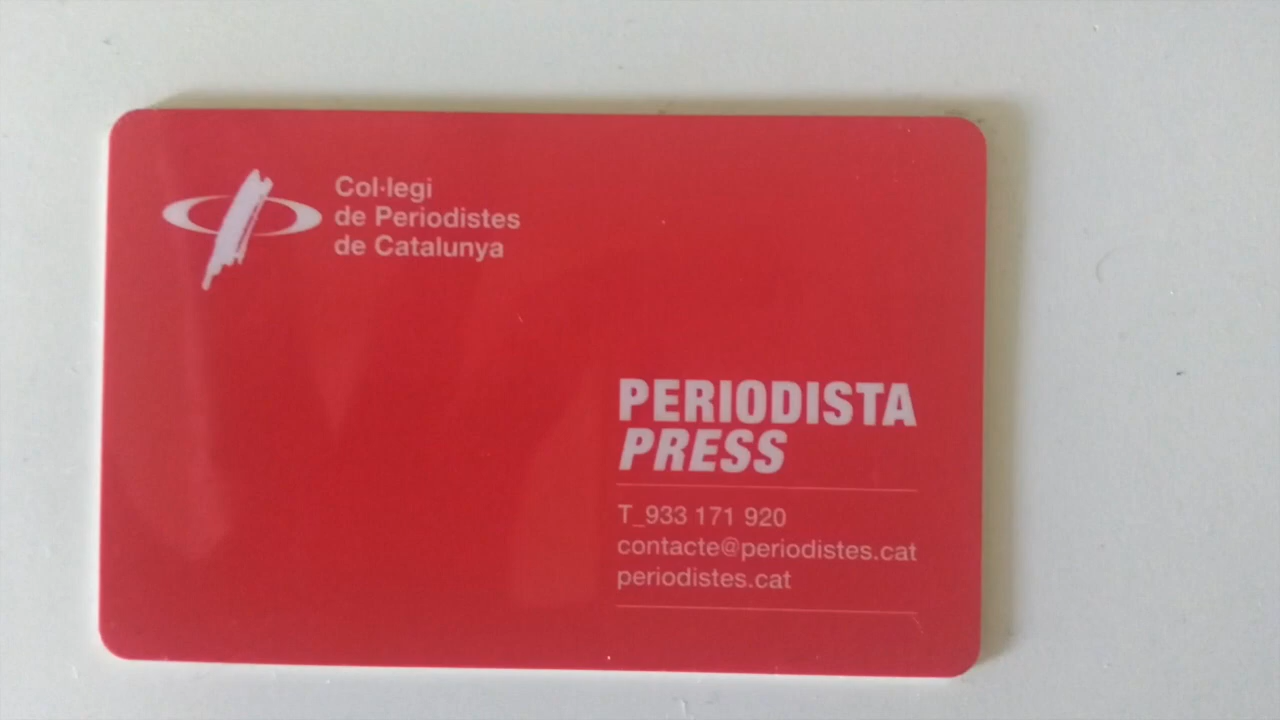 Col·legi
de Periodistes
de Catalunya
PERIODISTA
PRESS
T_933 171 920
contacte@periodistes.cat
periodistes.cat